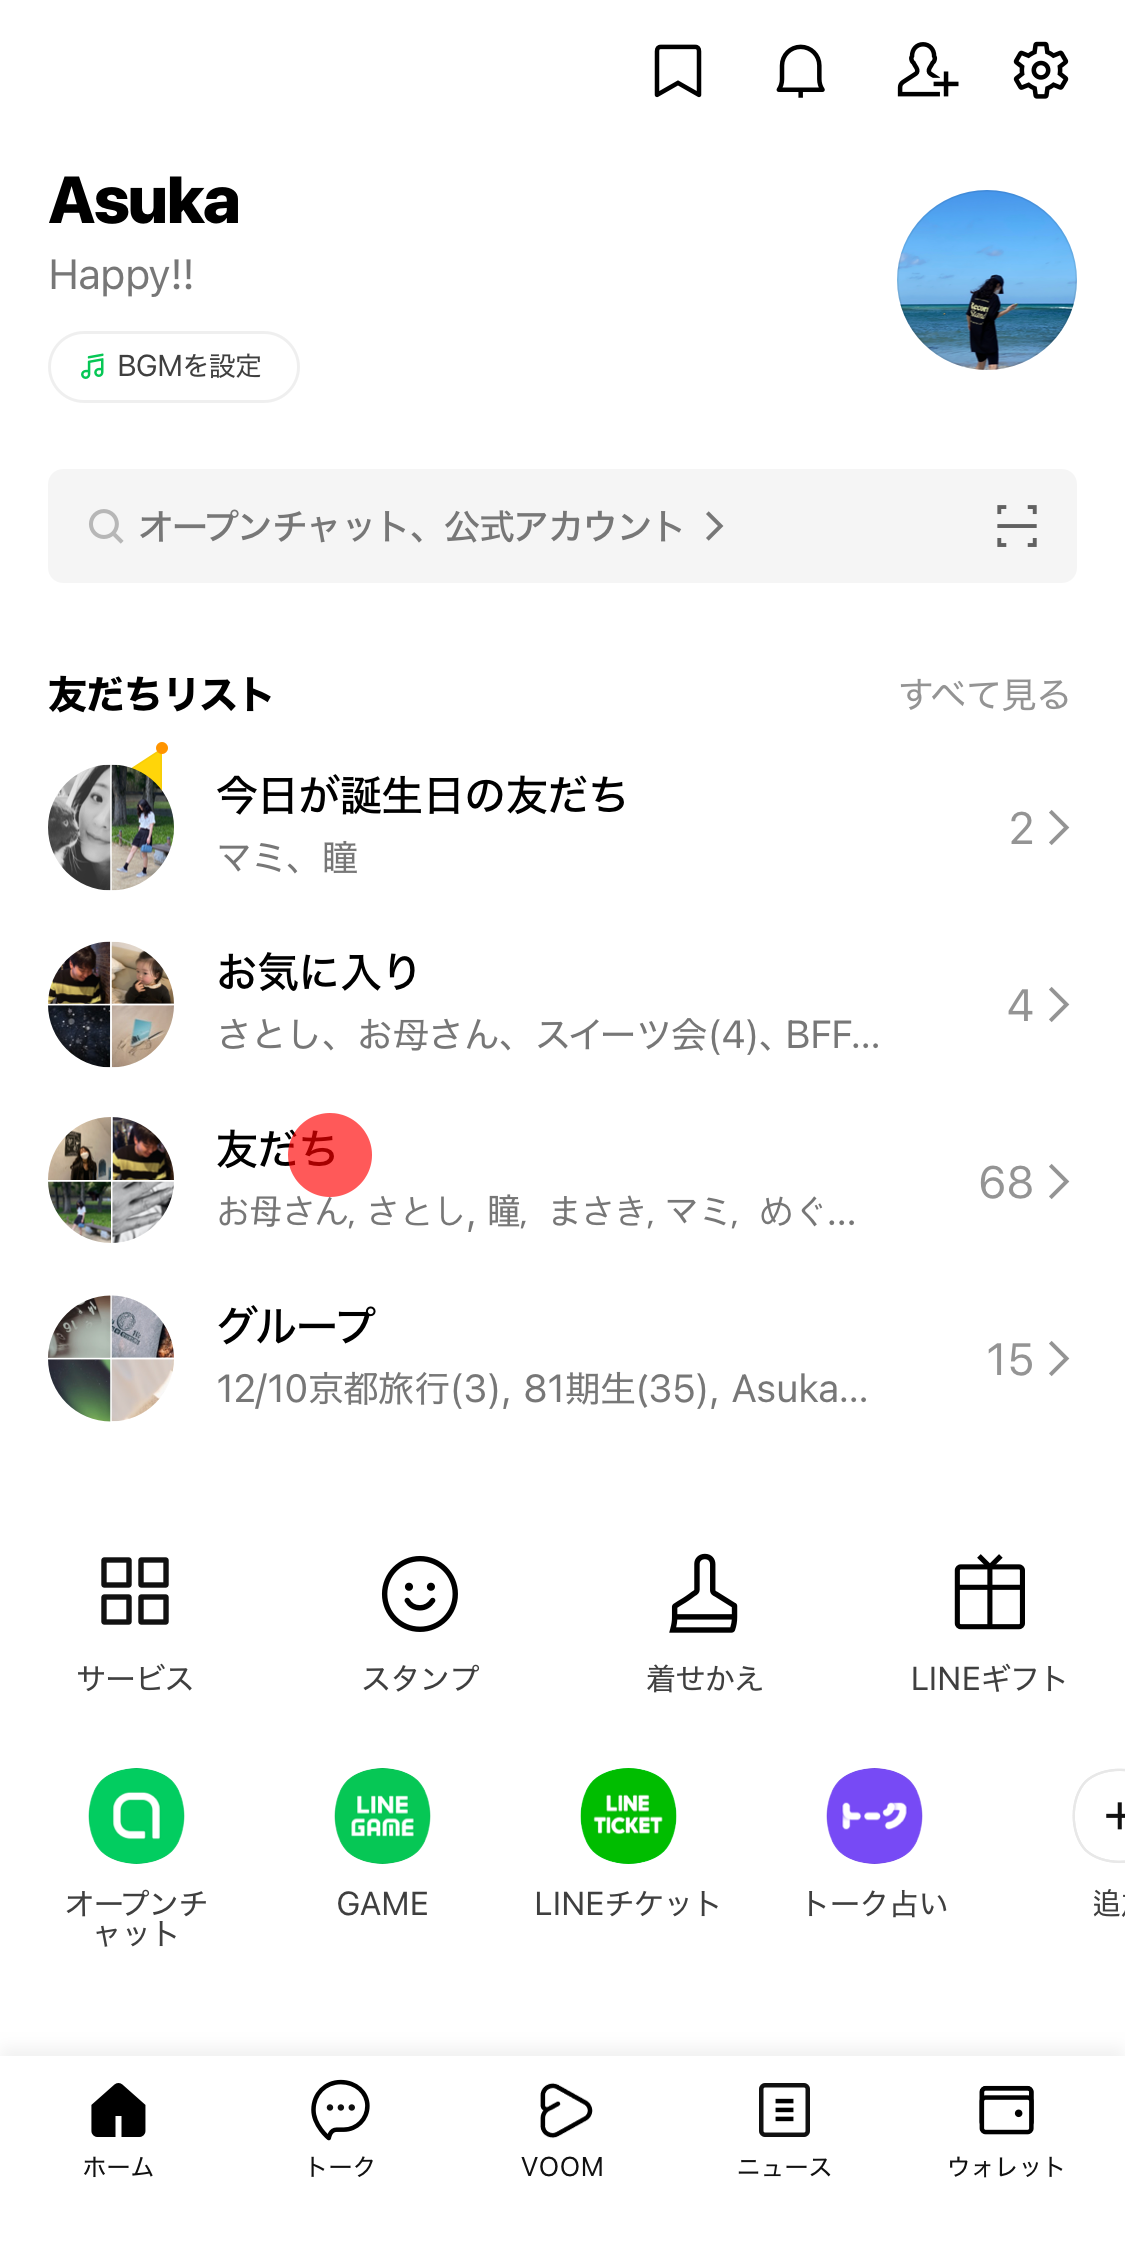 Asuka
Happy!!
BGMを設定
オープンチャット、公式アカウント
友だちリスト
すべて見る
今日が誕生日の友だち
マミ、瞳
2
お気に入り
さとし、お母さん、スイーツ会(4)、BFF...
4
友だち
お母さん, さとし, 瞳, まさき, マミ, めぐ...
68
グループ
12/10京都旅行(3), 81期生(35), Asuka...
15
サービス
スタンプ
着せかえ
LINEギフト
LINE
GAME
LINE
TICKET
トーク
オープンチ
ャット
GAME
LINEチケット
トーク占い
ホーム
トーク
VOOM
ニュース
ウォレット